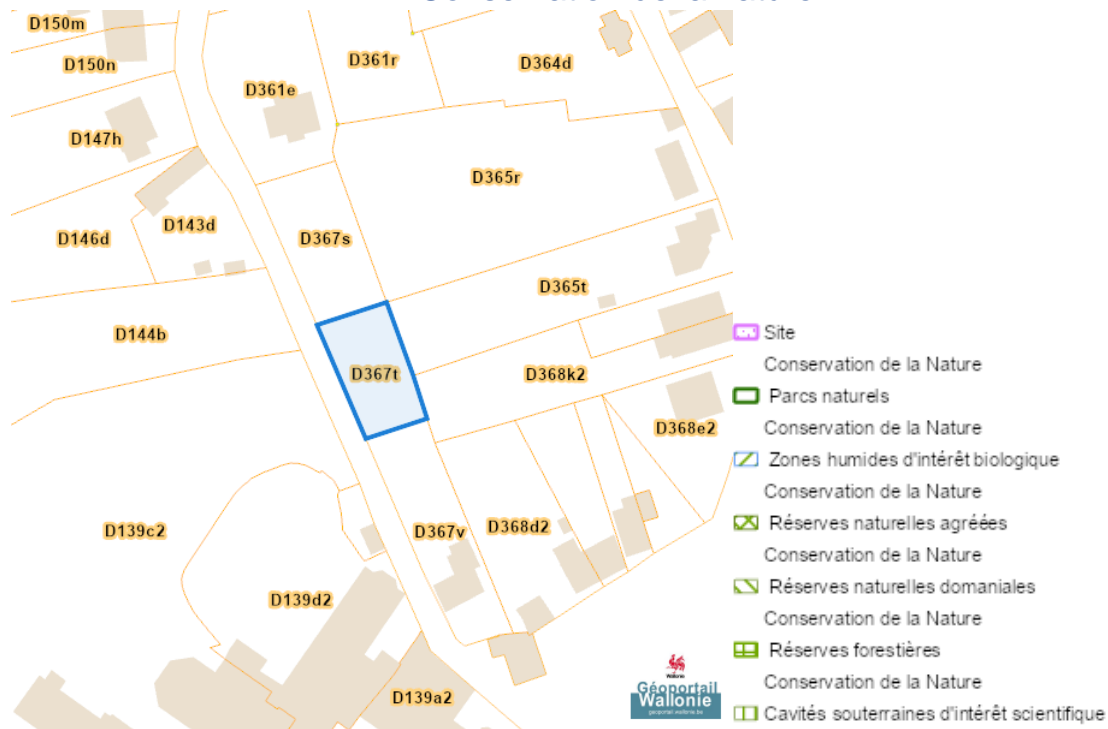 D150m
D361r
D364d
D150n
D361e
D147h
D365r
D143d
D146d
D367s
D365t
D144b
D367t
D368k2
D368e2
D139c2
D367v
D368d2
D139d2
D139a2
Wallonie
Géoportail
Wallonie
geoportail.wallonie.be
Site
Conservation de la Nature
Parcs naturels
Conservation de la Nature
Zones humides d'intérêt biologique
Conservation de la Nature
Réserves naturelles agréées
Conservation de la Nature
Réserves naturelles domaniales
Conservation de la Nature
Réserves forestières
Conservation de la Nature
Cavités souterraines d'intérêt scientifique